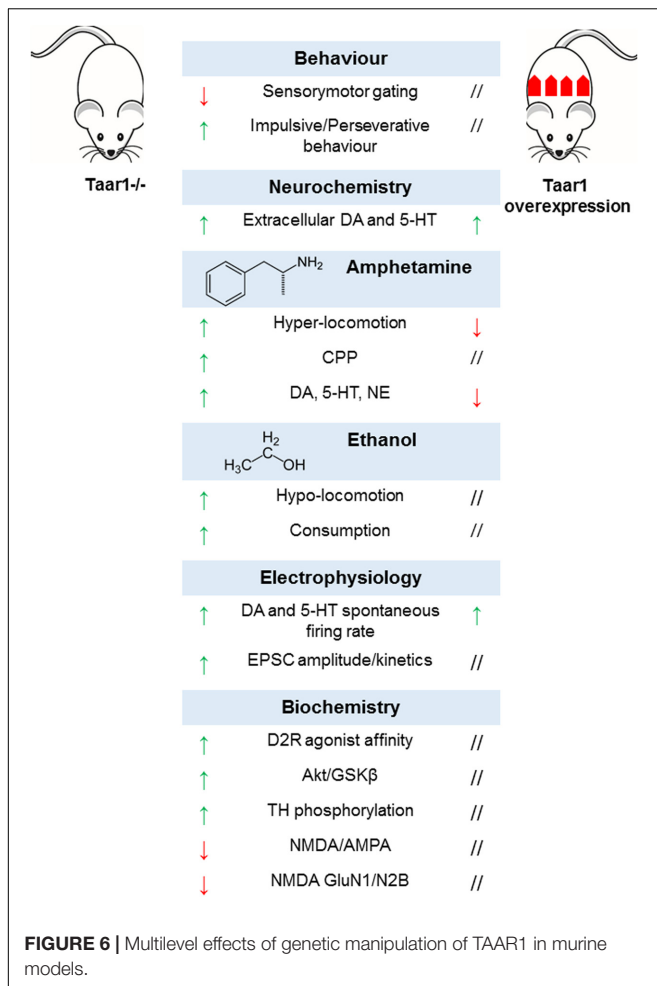 Behaviour
↓ Sensorymotor gating //
↑ Impulsive/Perseverative //
behaviour
Taar1-/-
Taar1
overexpression
Neurochemistry
↑ Extracellular DA and 5-HT ↑
NH2
Amphetamine
↑ Hyper-locomotion ↓
↑ CPP //
↑ DA, 5-HT, NE ↓
H2
C
H3C OH
Ethanol
↑ Hypo-locomotion //
↑ Consumption //
Electrophysiology
↑ DA and 5-HT spontaneous ↑
firing rate
↑ EPSC amplitude/kinetics //
Biochemistry
↑ D2R agonist affinity //
↑ Akt/GSKβ //
↑ TH phosphorylation //
↓ NMDA/AMPA //
↓ NMDA GluN1/N2B //
FIGURE 6 | Multilevel effects of genetic manipulation of TAAR1 in murine
models.